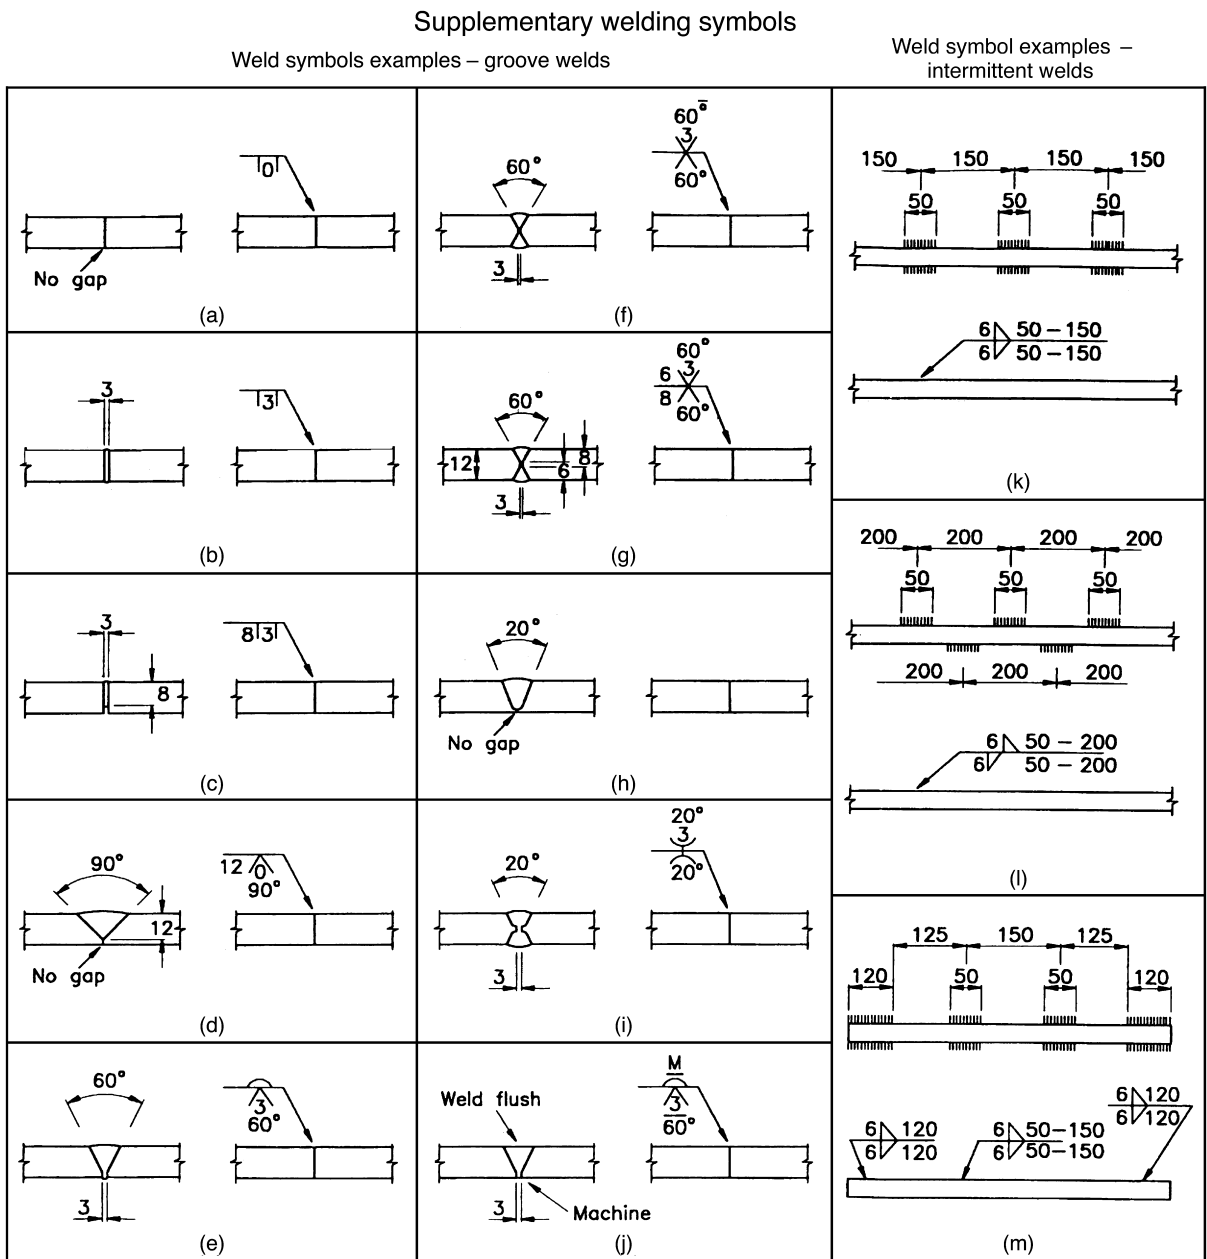 Supplementary welding symbols
Weld symbols examples – groove welds
Weld symbol examples –
intermittent welds
0
No gap
(a)
3
3
(b)
3
8
8 3
(c)
90°
12
No gap
12 0
90°
(d)
60°
3
3
60°
(e)
60°
3
60°
3
60°
(f)
60°
12
6
8
3
60°
6 3
8 60°
(g)
20°
No gap
(h)
20°
3
20°
3
20°
(i)
Weld flush
Machine
3
M
3
60°
(j)
150 150 150 150
50 50 50
6 50 – 150
6 50 – 150
(k)
200 200 200 200
50 50 50
200 200 200
6 50 – 200
6 50 – 200
(l)
125 150 125
120 50 50 120
6 120
6 120
6 120
6 120
6 50–150
6 50–150
(m)